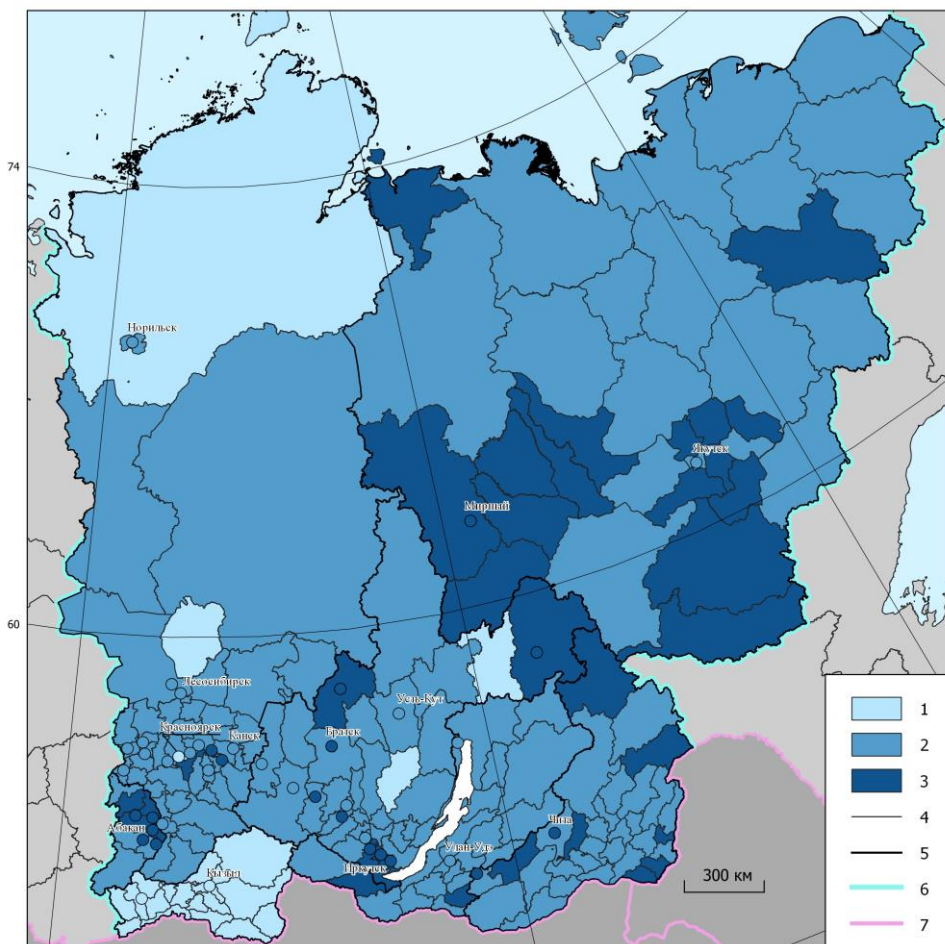 74
Норильск
Якутск
Мирный
60
Лесосибирск
Усть-Кут
Красноярск
Канск
Братск
Абакан
Чита
Улан-Удэ
Иркутск
Кызыл
300 км
1
2
3
4
5
6
7